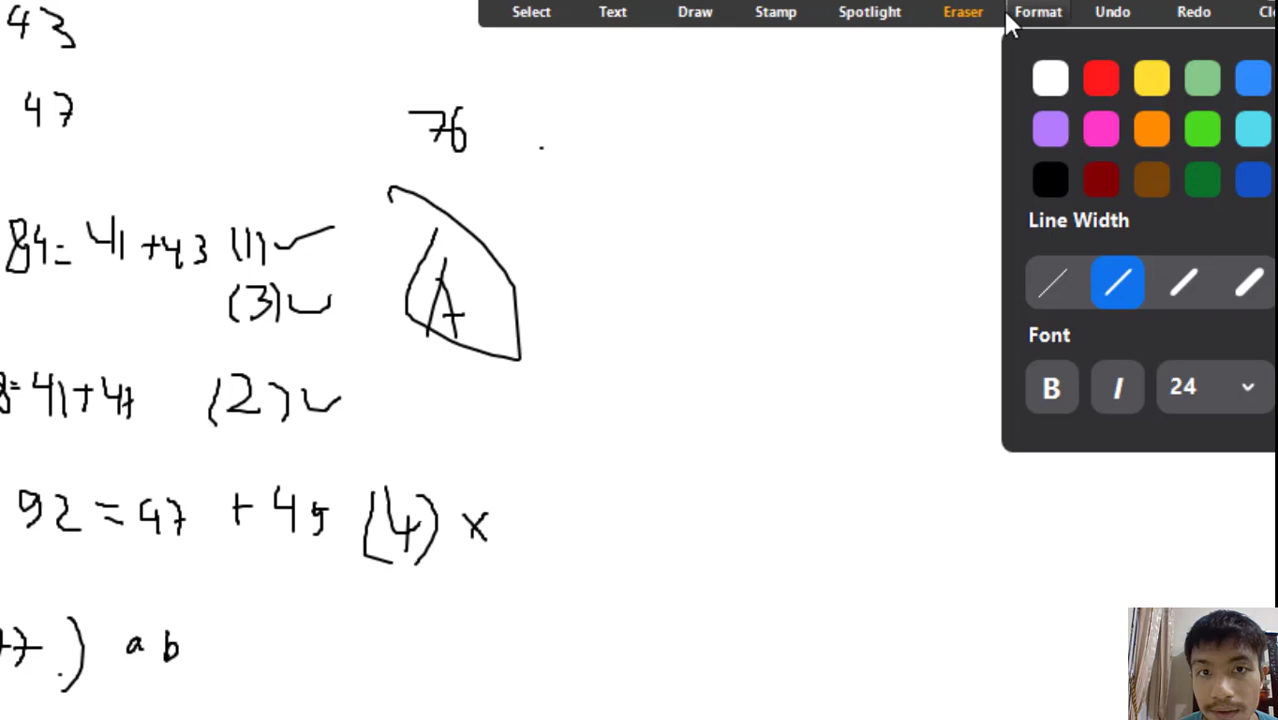 Select Text Draw Stamp Spotlight Eraser Format Undo Redo
43
47
76 .
84 = 41 + 43 (1) ✓
(3) ✓
A
= 41 + 47 (2) ✓
92 = 47 + 45 (4) x
) a b
Line Width
Font
B I 24